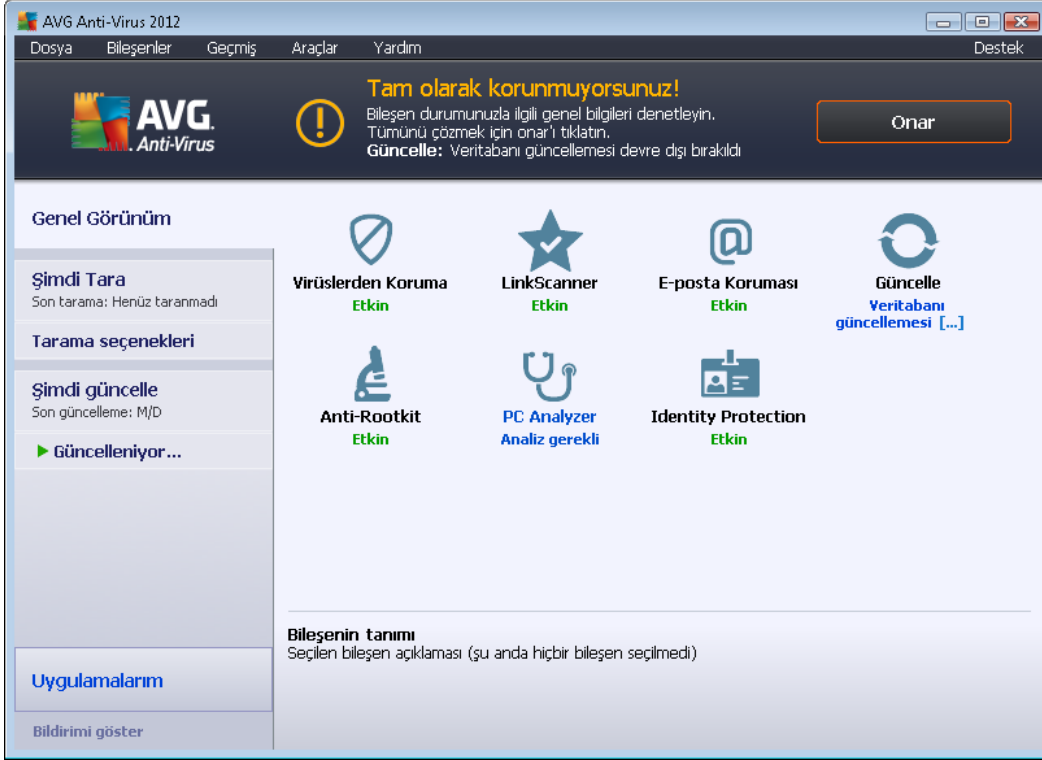 AVG Anti-Virus 2012
Dosya Bileşenler Geçmiş Araçlar Yardım Destek
AVG.
Anti-Virus
Tam olarak korunmuyorsunuz!
Bileşen durumunuzla ilgili genel bilgileri denetleyin.
Tümünü çözmek için onar'ı tıklatın.
Güncelle: Veritabanı güncellemesi devre dışı bırakıldı
Onar
Genel Görünüm
Şimdi Tara
Son tarama: Henüz taranmadı
Tarama seçenekleri
Şimdi güncelle
Son güncelleme: M/D
Güncelleniyor...
Uygulamalarım
Bildirimi göster
Virüslerden Koruma
Etkin
LinkScanner
Etkin
E-posta Koruması
Etkin
Güncelle
Veritabanı
güncellemesi [...]
Anti-Rootkit
Etkin
PC Analyzer
Analiz gerekli
Identity Protection
Etkin
Bileşenin tanımı
Seçilen bileşen açıklaması (şu anda hiçbir bileşen seçilmedi)